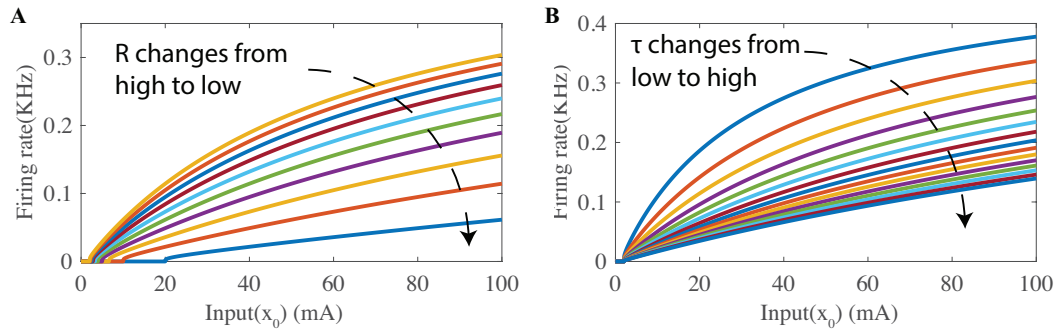 A
R changes from
high to low
Firing rate(KHz)
0.3
0.2
0.1
0
0 20 40 60 80 100
Input(x0) (mA)
B
τ changes from
low to high
Firing rate(KHz)
0.4
0.3
0.2
0.1
0
0 20 40 60 80 100
Input(x0) (mA)